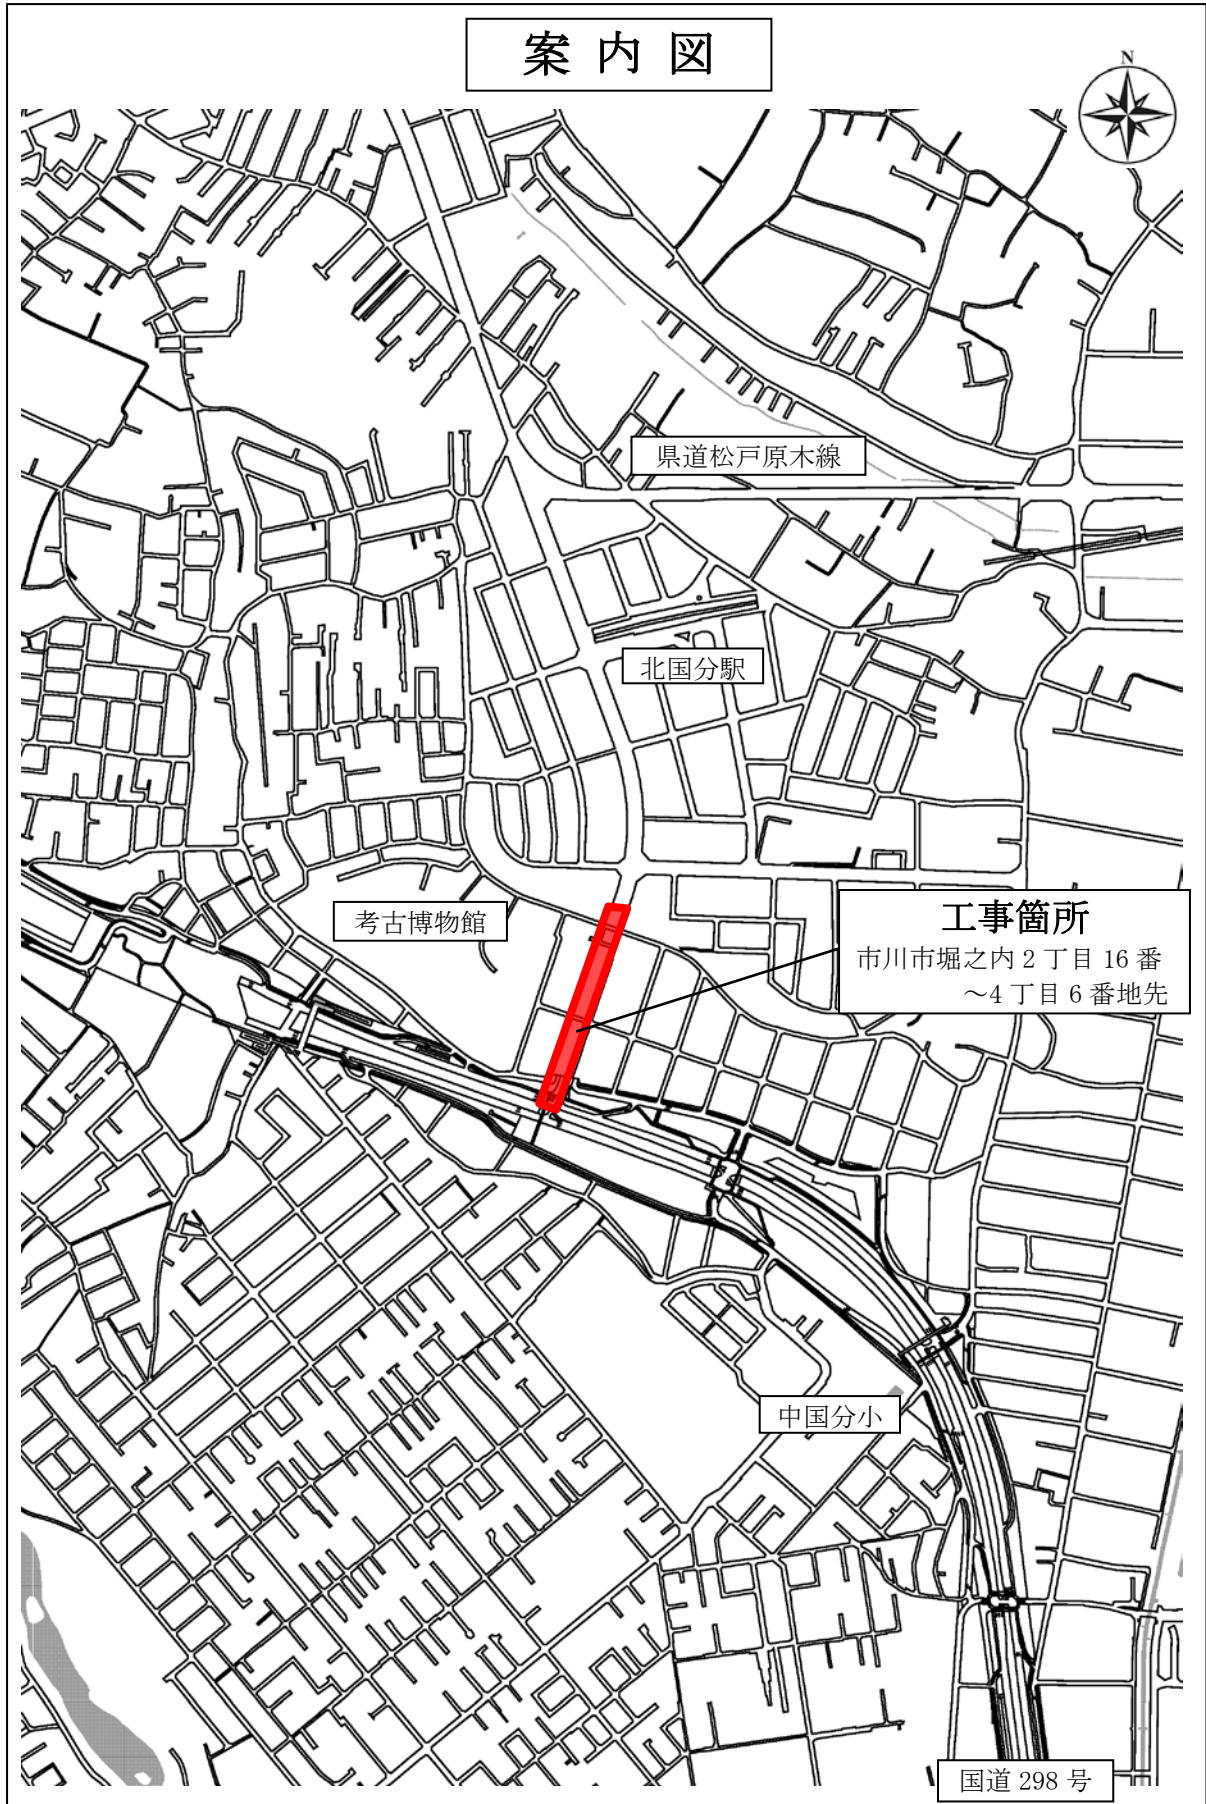 案内図
N
県道松戸原木線
北国分駅
考古博物館
工事箇所
市川市堀之内2丁目16番
～4丁目6番地先
中国分小
国道298号